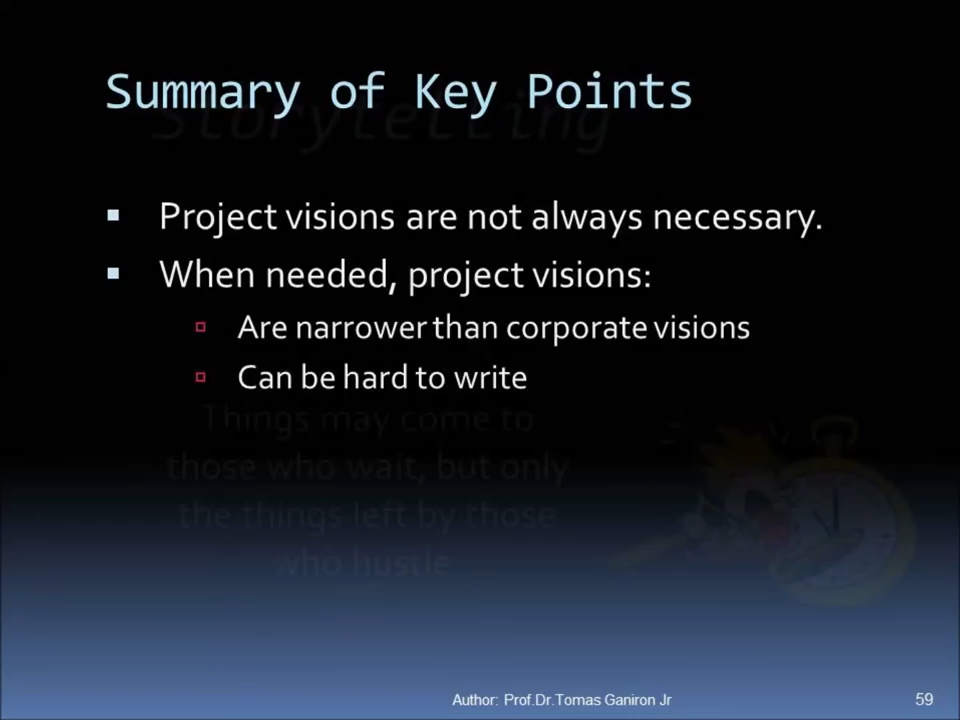 Summary of Key Points
Storytelling
Project visions are not always necessary.
When needed, project visions:
Are narrower than corporate visions
Can be hard to write
Things may come to
those who wait, but only
the things left by those
who hustle
Author: Prof.Dr.Tomas Ganiron Jr
59